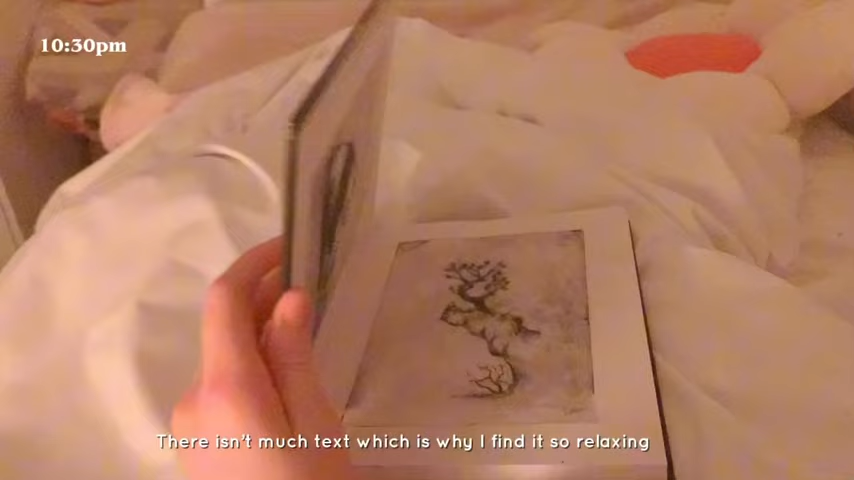 10:30pm
There isn't much text which is why I find it so relaxing